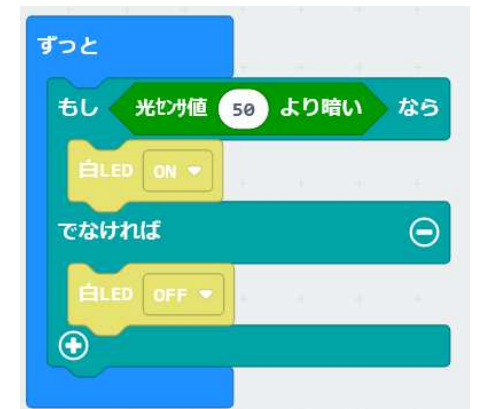 ずっと
もし 光センサ値 50 より暗い なら
白LED ON
でなければ
白LED OFF